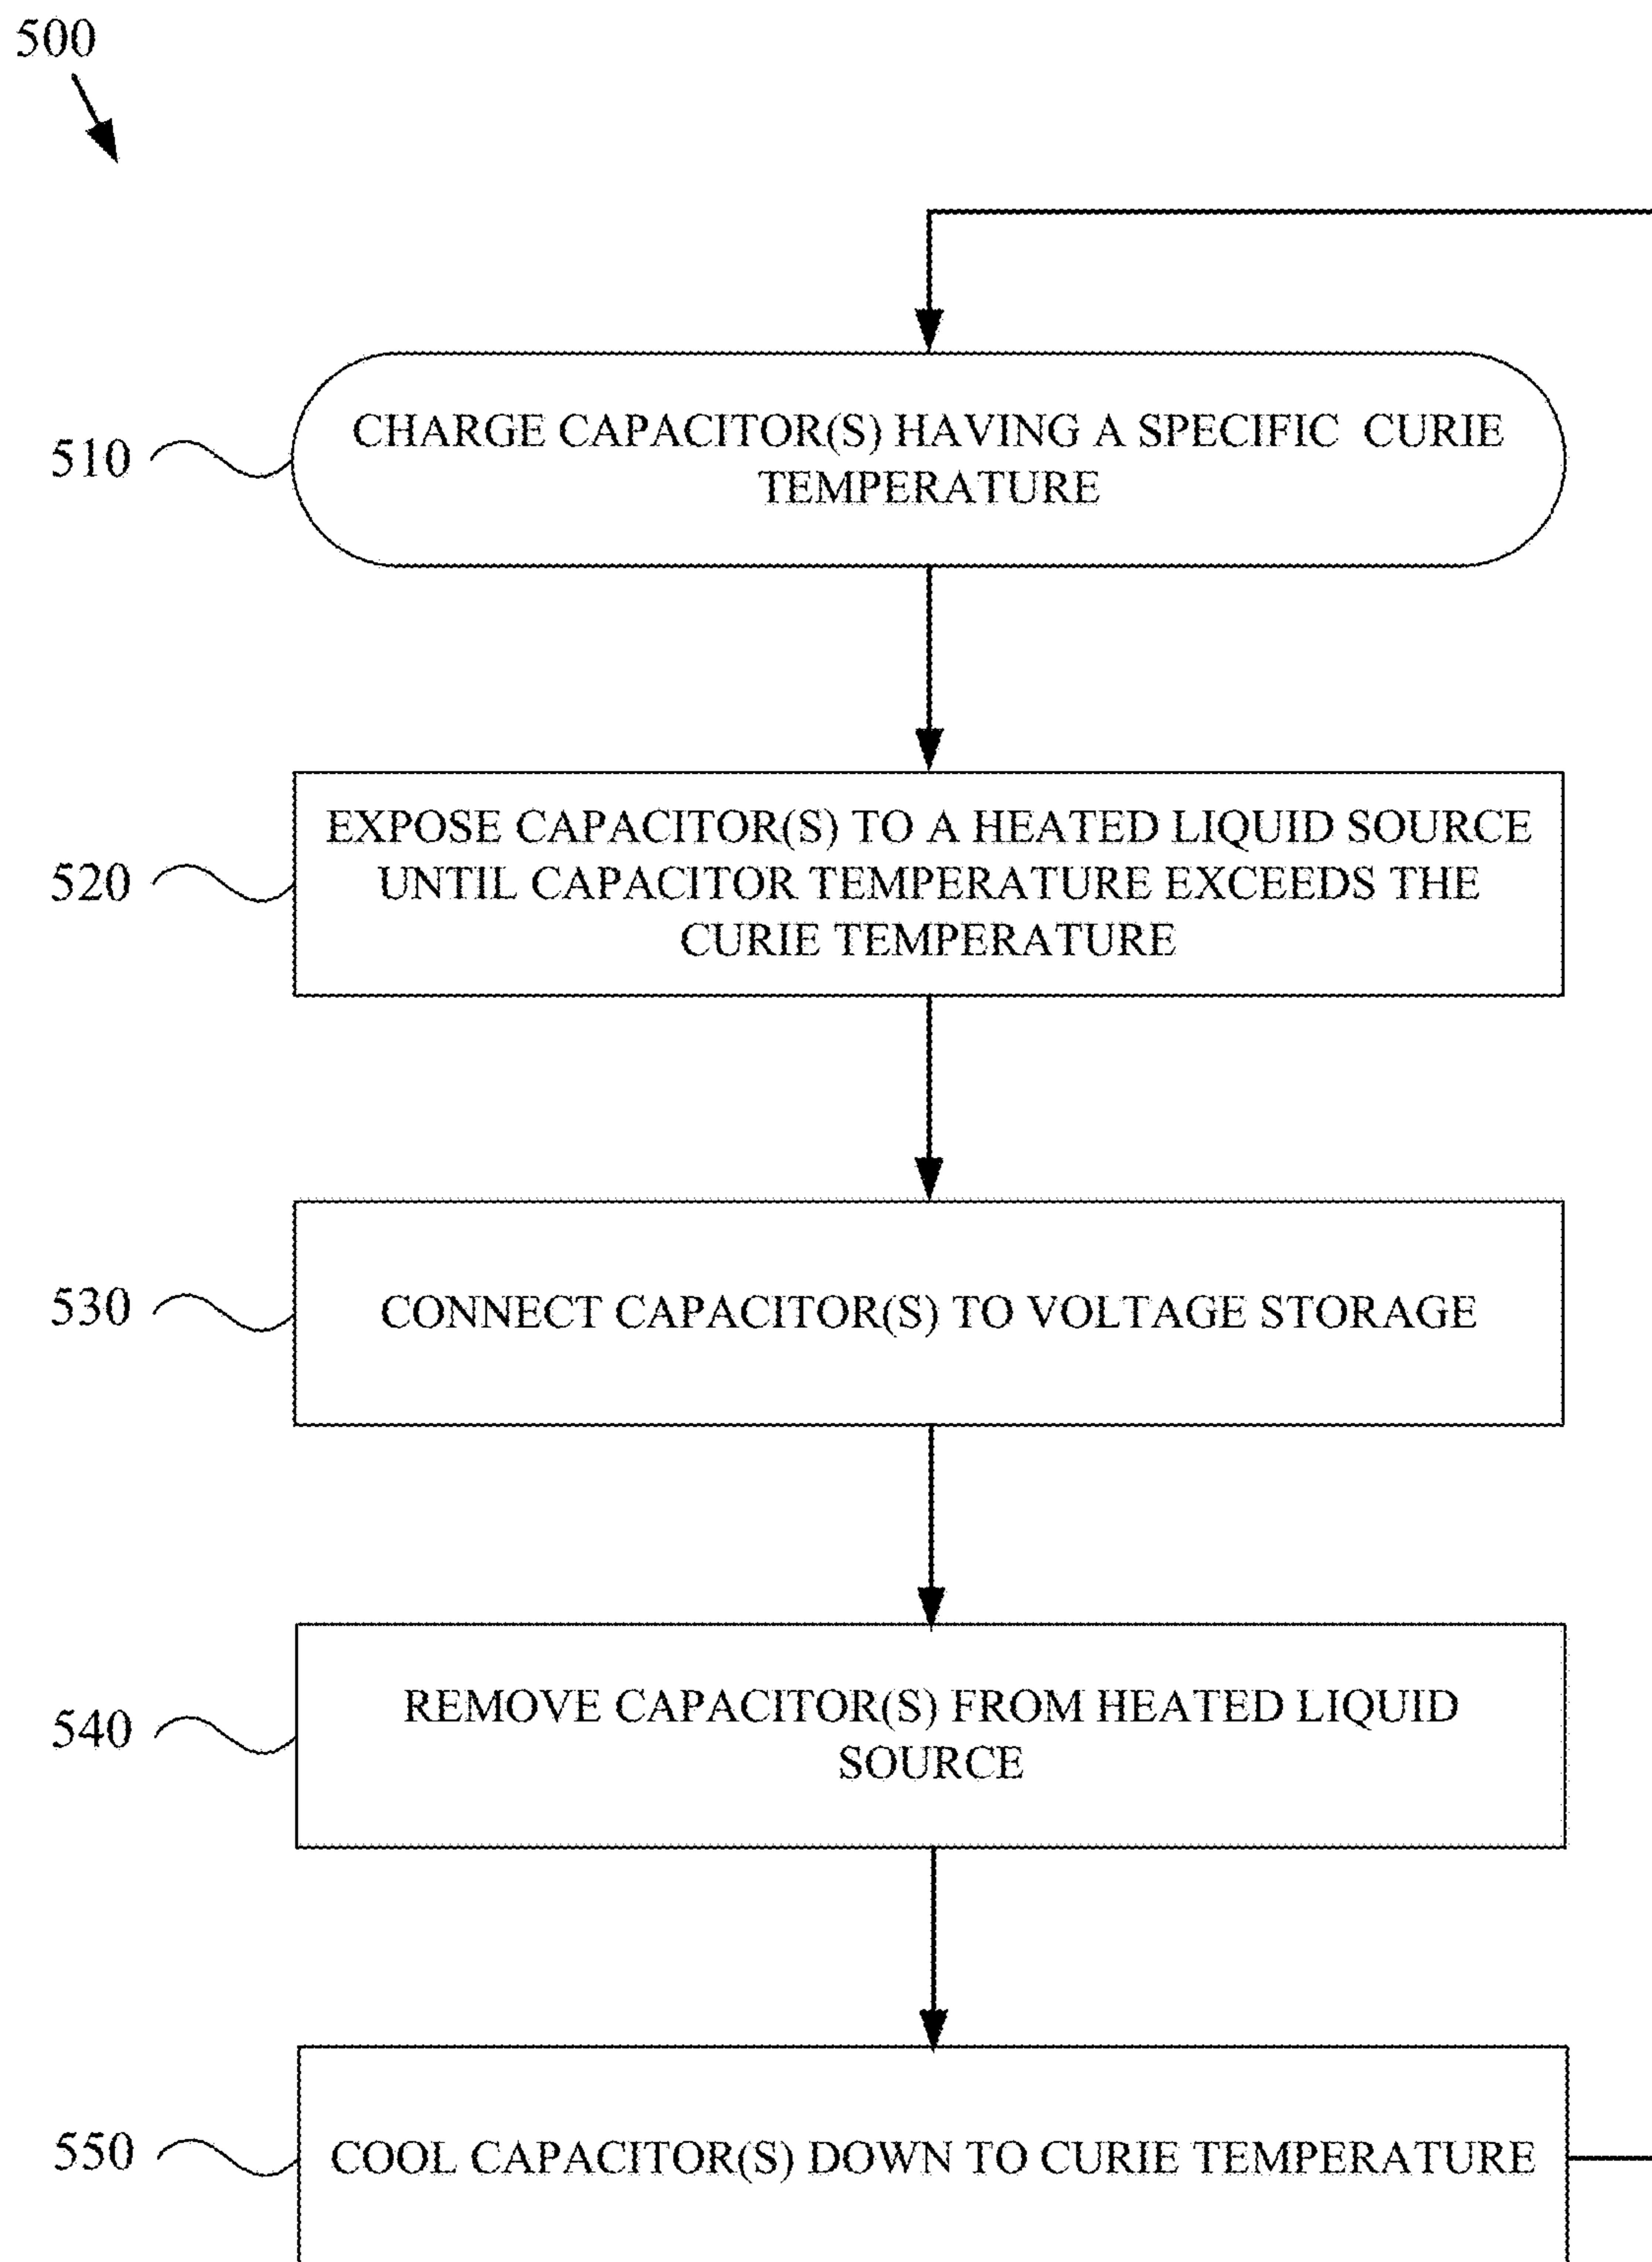 500
510
CHARGE CAPACITOR(S) HAVING A SPECIFIC CURIE
TEMPERATURE
520
EXPOSE CAPACITOR(S) TO A HEATED LIQUID SOURCE
UNTIL CAPACITOR TEMPERATURE EXCEEDS THE
CURIE TEMPERATURE
530
CONNECT CAPACITOR(S) TO VOLTAGE STORAGE
540
REMOVE CAPACITOR(S) FROM HEATED LIQUID
SOURCE
550
COOL CAPACITOR(S) DOWN TO CURIE TEMPERATURE